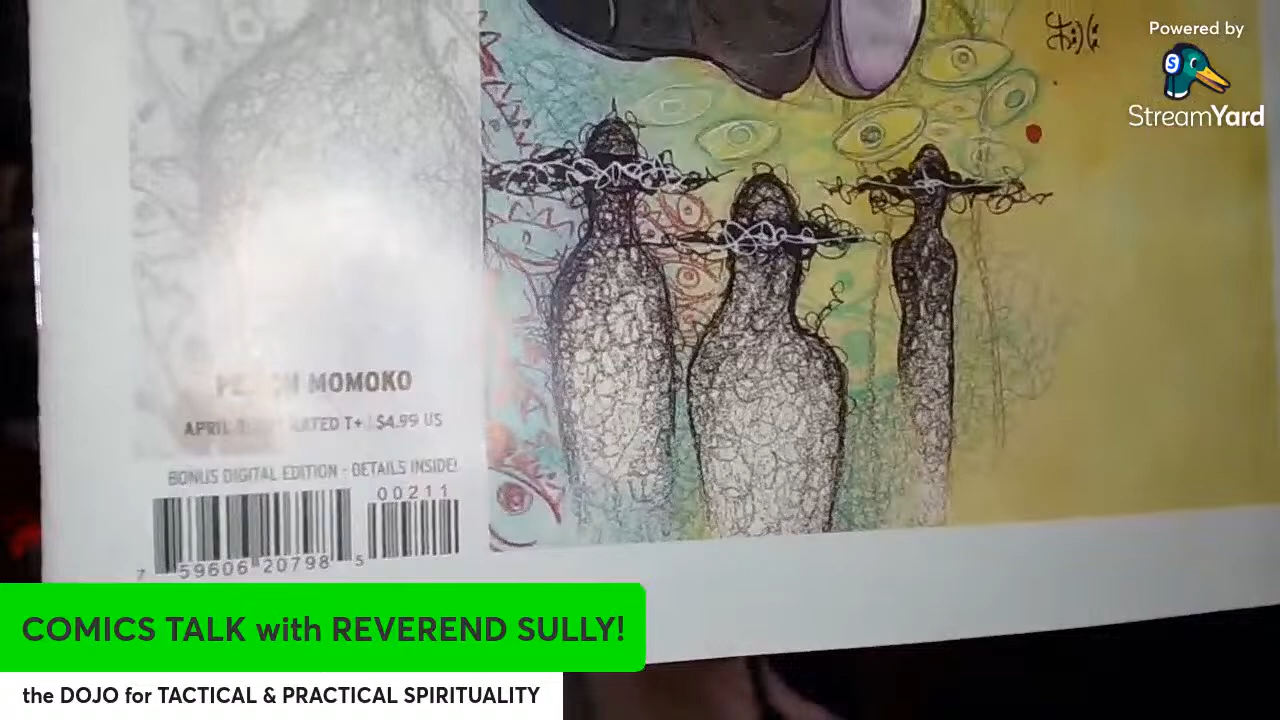 Powered by
StreamYard
MOMOKO
APRIL RATED T+ $4.99 US
BONUS DIGITAL EDITION - DETAILS INSIDE!
00211
7 59606 20798 5
COMICS TALK with REVEREND SULLY!
the DOJO for TACTICAL & PRACTICAL SPIRITUALITY